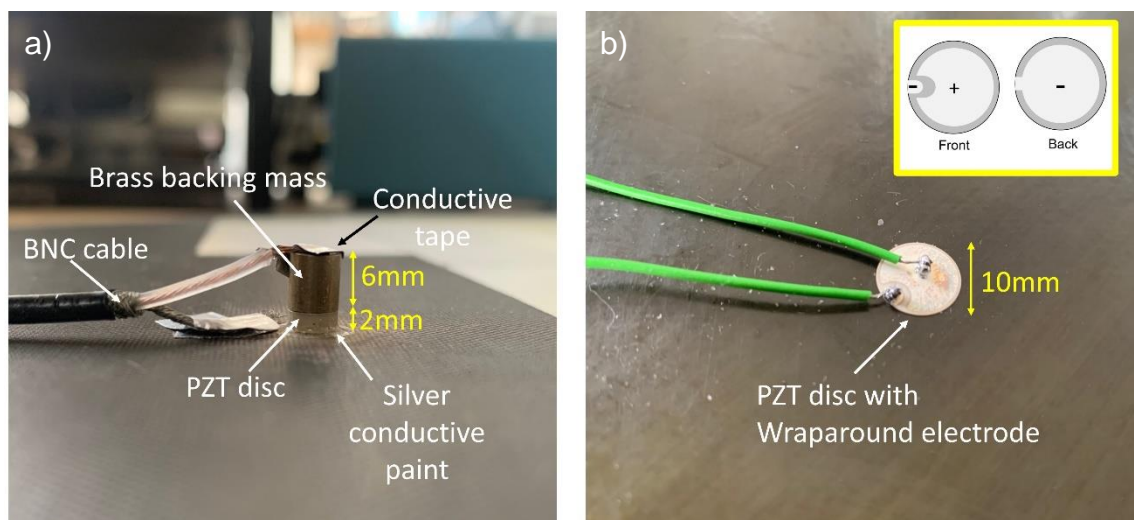 a)
Brass backing mass
Conductive
tape
BNC cable
6mm
2mm
PZT disc
Silver
conductive
paint
b)
- +
-
Front
Back
10mm
PZT disc with
Wraparound electrode